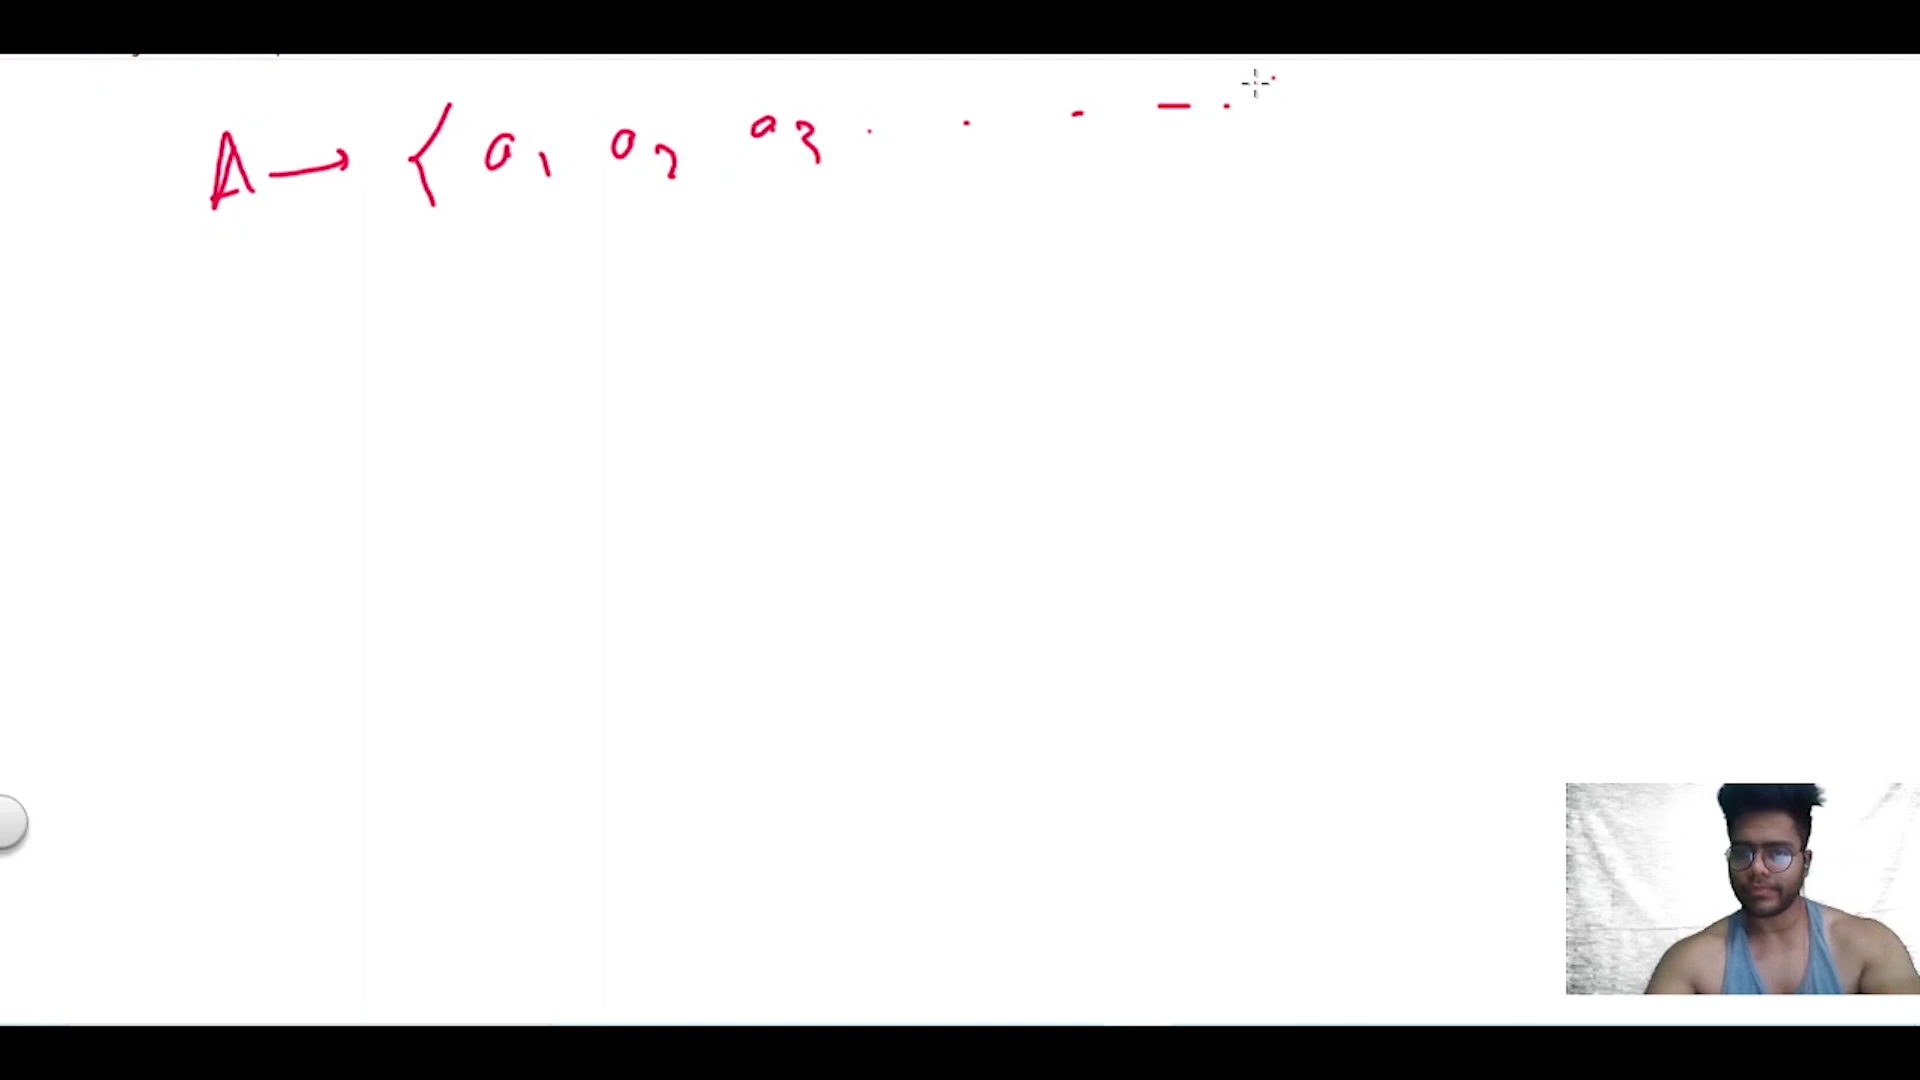 A → { a₁ a₂ a₃ . . . – . .